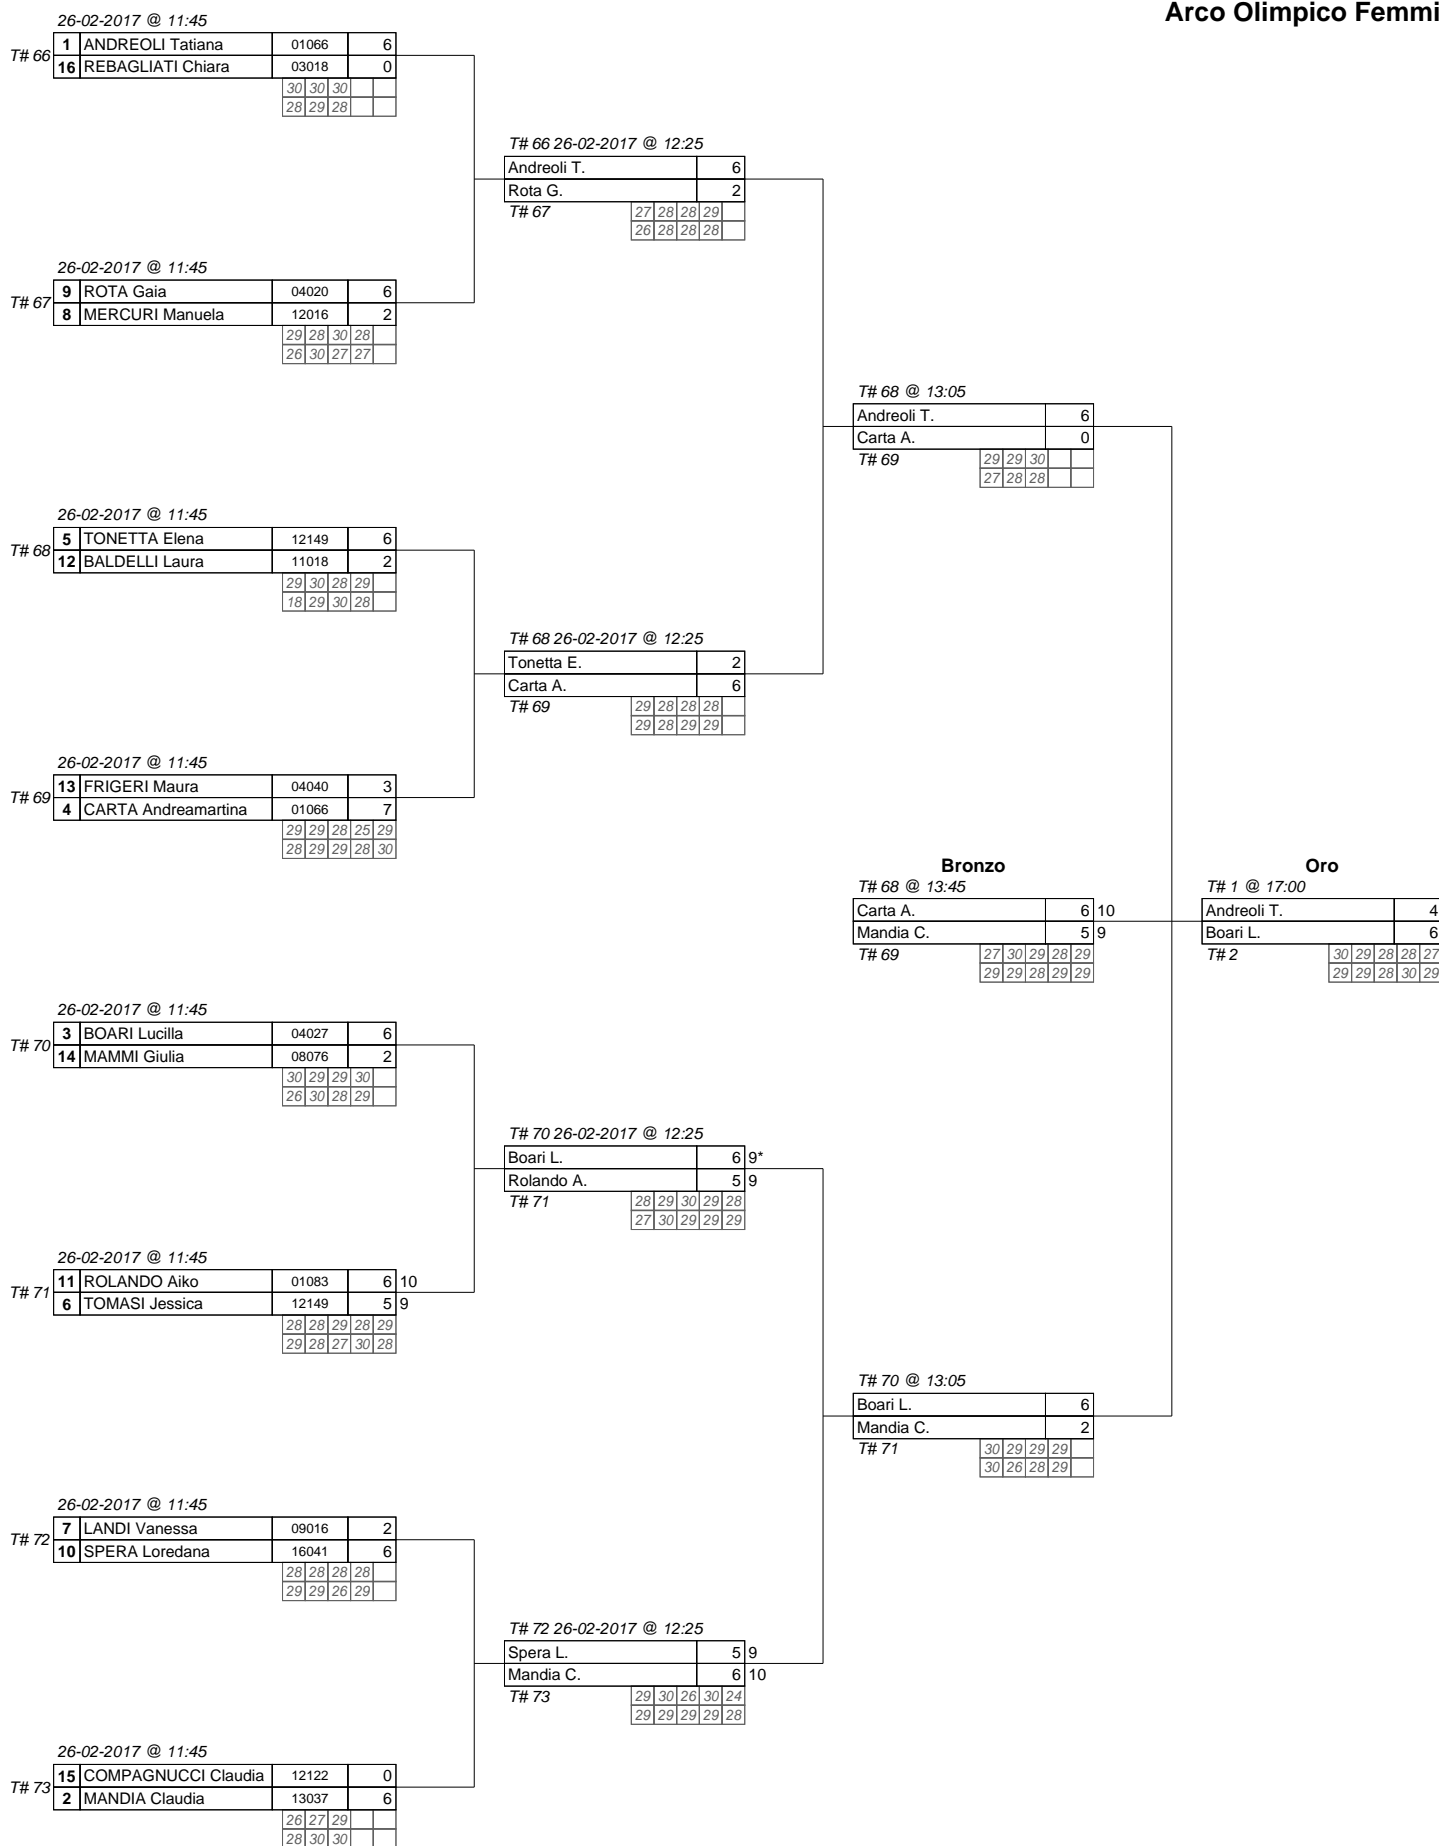 Arco Olimpico Femmi
26-02-2017 @ 11:45
T# 66
1 ANDREOLI Tatiana 01066 6
16 REBAGLIATI Chiara 03018 0
30 30 30
28 29 28
T# 66 26-02-2017 @ 12:25
Andreoli T. 6
Rota G. 2
T# 67 27 28 28 29
26 28 28 28
26-02-2017 @ 11:45
T# 67
9 ROTA Gaia 04020 6
8 MERCURI Manuela 12016 2
29 28 30 28
26 30 27 27
T# 68 @ 13:05
Andreoli T. 6
Carta A. 0
T# 69 29 29 30
27 28 28
26-02-2017 @ 11:45
T# 68
5 TONETTA Elena 12149 6
12 BALDELLI Laura 11018 2
29 30 28 29
18 29 30 28
T# 68 26-02-2017 @ 12:25
Tonetta E. 2
Carta A. 6
T# 69 29 28 28 28
29 28 29 29
26-02-2017 @ 11:45
T# 69
13 FRIGERI Maura 04040 3
4 CARTA Andreamartina 01066 7
29 29 28 25 29
28 29 29 28 30
Bronzo
T# 68 @ 13:45
Carta A. 6 10
Mandia C. 5 9
T# 69 27 30 29 28 29
29 29 28 29 29
Oro
T# 1 @ 17:00
Andreoli T. 4
Boari L. 6
T# 2 30 29 28 28 27
29 29 28 30 29
26-02-2017 @ 11:45
T# 70
3 BOARI Lucilla 04027 6
14 MAMMI Giulia 08076 2
30 29 29 30
26 30 28 29
T# 70 26-02-2017 @ 12:25
Boari L. 6 9*
Rolando A. 5 9
T# 71 28 29 30 29 28
27 30 29 29 29
26-02-2017 @ 11:45
T# 71
11 ROLANDO Aiko 01083 6 10
6 TOMASI Jessica 12149 5 9
28 28 29 28 29
29 28 27 30 28
T# 70 @ 13:05
Boari L. 6
Mandia C. 2
T# 71 30 29 29 29
30 26 28 29
26-02-2017 @ 11:45
T# 72
7 LANDI Vanessa 09016 2
10 SPERA Loredana 16041 6
28 28 28 28
29 29 26 29
T# 72 26-02-2017 @ 12:25
Spera L. 5 9
Mandia C. 6 10
T# 73 29 30 26 30 24
29 29 29 29 28
26-02-2017 @ 11:45
T# 73
15 COMPAGNUCCI Claudia 12122 0
2 MANDIA Claudia 13037 6
26 27 29
28 30 30